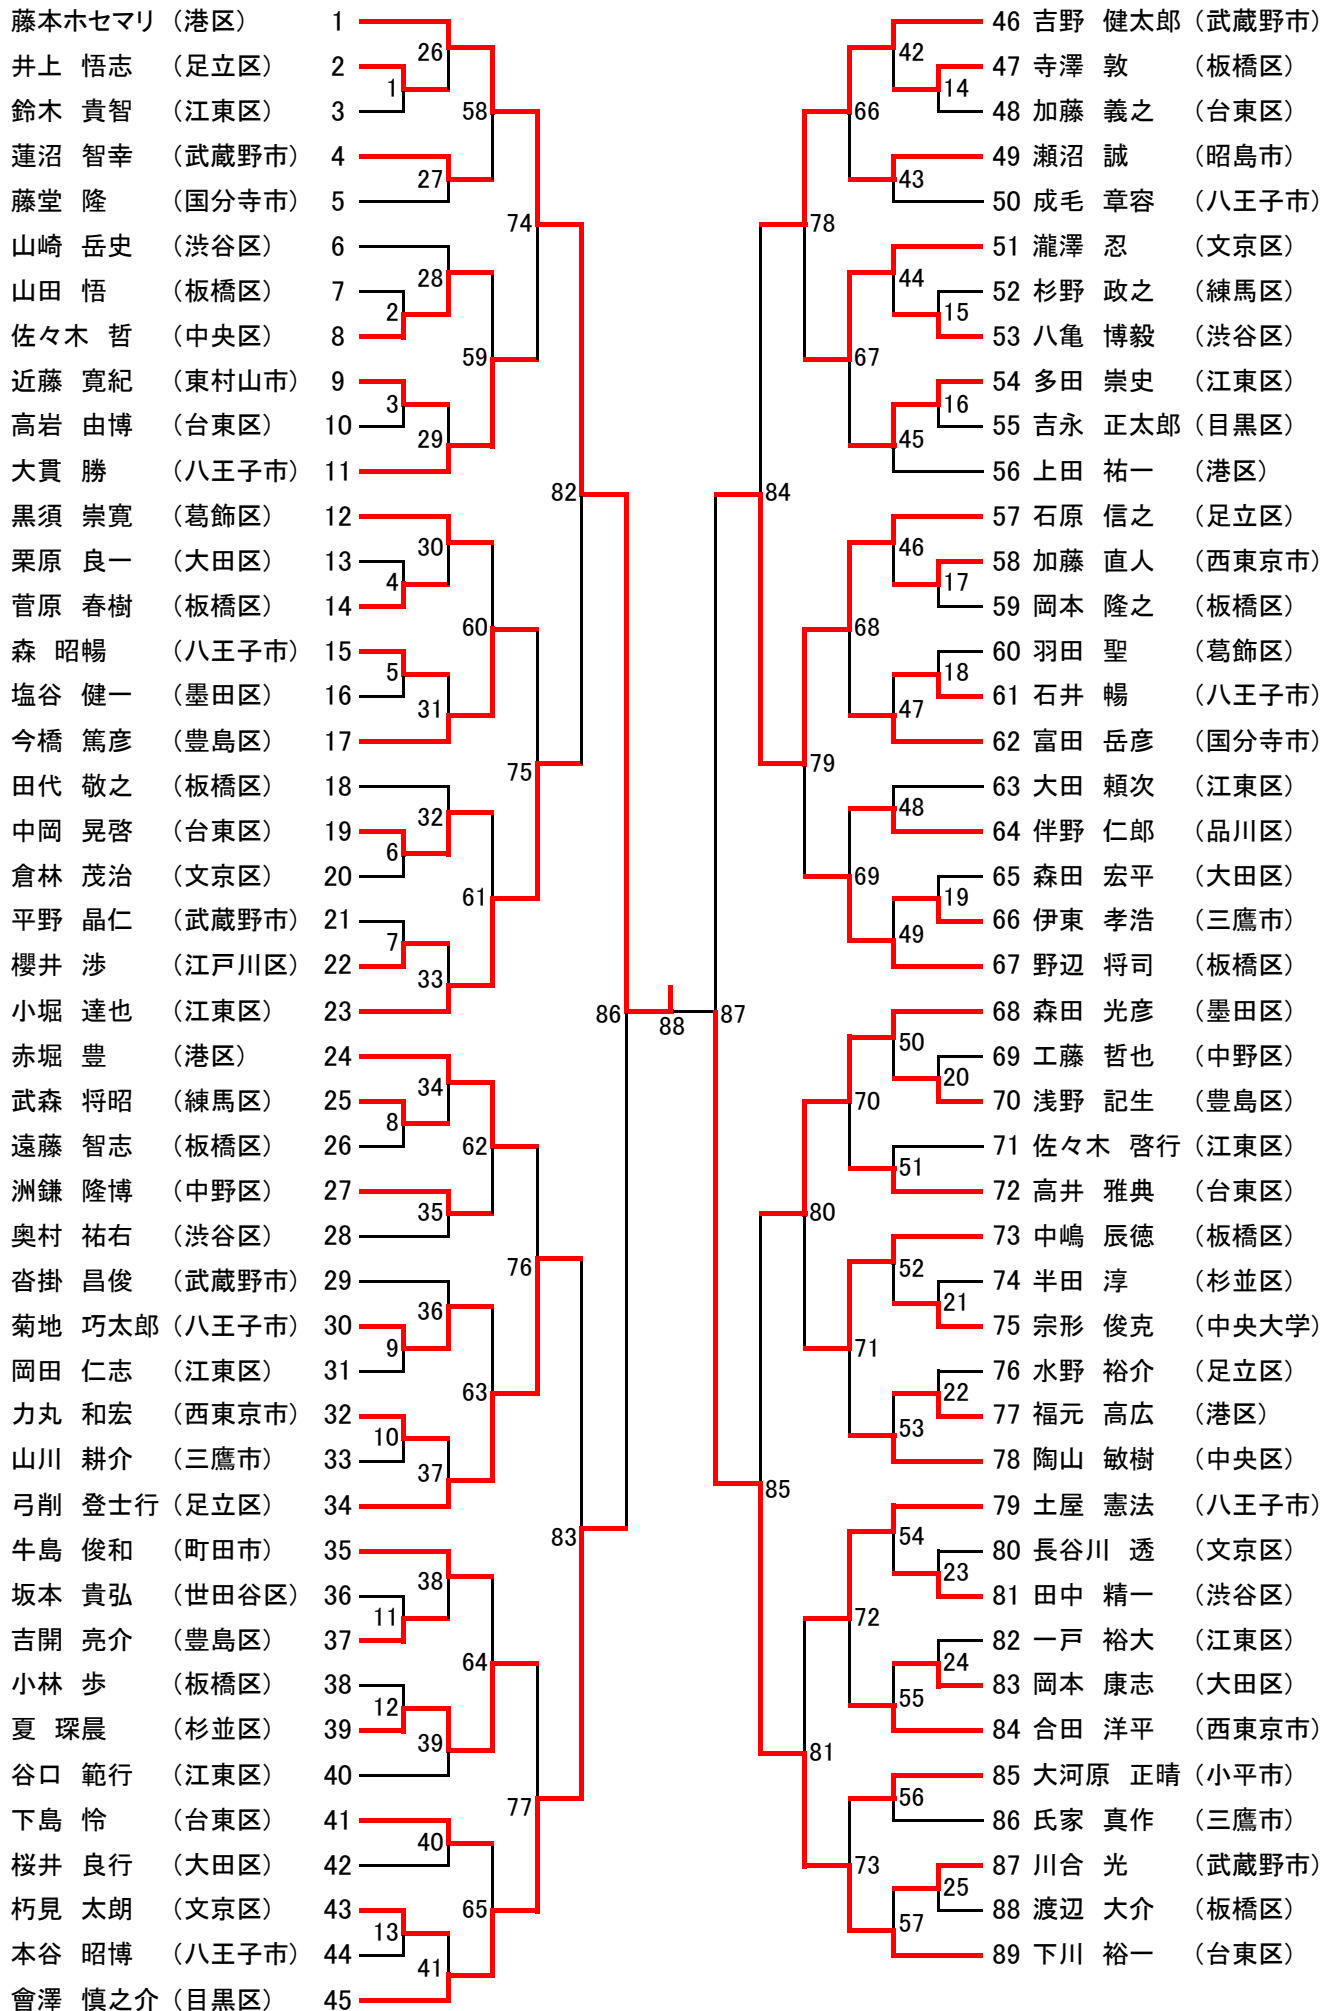 藤本ホセマリ （港区） 1
井上 悟志 （足立区） 2
鈴木 貴智 （江東区） 3
蓮沼 智幸 （武蔵野市） 4
藤堂 隆 （国分寺市） 5
山崎 岳史 （渋谷区） 6
山田 悟 （板橋区） 7
佐々木 哲 （中央区） 8
近藤 寛紀 （東村山市） 9
高岩 由博 （台東区） 10
大貫 勝 （八王子市） 11
黒須 崇寛 （葛飾区） 12
栗原 良一 （大田区） 13
菅原 春樹 （板橋区） 14
森 昭暢 （八王子市） 15
塩谷 健一 （墨田区） 16
今橋 篤彦 （豊島区） 17
田代 敬之 （板橋区） 18
中岡 晃啓 （台東区） 19
倉林 茂治 （文京区） 20
平野 晶仁 （武蔵野市） 21
櫻井 渉 （江戸川区） 22
小堀 達也 （江東区） 23
赤堀 豊 （港区） 24
武森 将昭 （練馬区） 25
遠藤 智志 （板橋区） 26
洲鎌 隆博 （中野区） 27
奥村 祐右 （渋谷区） 28
沓掛 昌俊 （武蔵野市） 29
菊地 巧太郎 （八王子市） 30
岡田 仁志 （江東区） 31
力丸 和宏 （西東京市） 32
山川 耕介 （三鷹市） 33
弓削 登士行 （足立区） 34
牛島 俊和 （町田市） 35
坂本 貴弘 （世田谷区） 36
吉開 亮介 （豊島区） 37
小林 歩 （板橋区） 38
夏 琛晨 （杉並区） 39
谷口 範行 （江東区） 40
下島 怜 （台東区） 41
桜井 良行 （大田区） 42
朽見 太朗 （文京区） 43
本谷 昭博 （八王子市） 44
會澤 慎之介 （目黒区） 45
1
2
3
4
5
6
7
8
9
10
11
12
13
26
27
28
29
30
31
32
33
34
35
36
37
38
39
40
41
58
59
60
61
62
63
64
65
74
75
76
77
82
83
86
88
87
84
85
78
79
80
81
66
67
68
69
70
71
72
73
42
43
44
45
46
47
48
49
50
51
52
53
54
55
56
57
14
15
16
17
18
19
20
21
22
23
24
25
46 吉野 健太郎 （武蔵野市）
47 寺澤 敦 （板橋区）
48 加藤 義之 （台東区）
49 瀬沼 誠 （昭島市）
50 成毛 章容 （八王子市）
51 瀧澤 忍 （文京区）
52 杉野 政之 （練馬区）
53 八亀 博毅 （渋谷区）
54 多田 崇史 （江東区）
55 吉永 正太郎 （目黒区）
56 上田 祐一 （港区）
57 石原 信之 （足立区）
58 加藤 直人 （西東京市）
59 岡本 隆之 （板橋区）
60 羽田 聖 （葛飾区）
61 石井 暢 （八王子市）
62 富田 岳彦 （国分寺市）
63 大田 頼次 （江東区）
64 伴野 仁郎 （品川区）
65 森田 宏平 （大田区）
66 伊東 孝浩 （三鷹市）
67 野辺 将司 （板橋区）
68 森田 光彦 （墨田区）
69 工藤 哲也 （中野区）
70 浅野 記生 （豊島区）
71 佐々木 啓行 （江東区）
72 高井 雅典 （台東区）
73 中嶋 辰徳 （板橋区）
74 半田 淳 （杉並区）
75 宗形 俊克 （中央大学）
76 水野 裕介 （足立区）
77 福元 高広 （港区）
78 陶山 敏樹 （中央区）
79 土屋 憲法 （八王子市）
80 長谷川 透 （文京区）
81 田中 精一 （渋谷区）
82 一戸 裕大 （江東区）
83 岡本 康志 （大田区）
84 合田 洋平 （西東京市）
85 大河原 正晴 （小平市）
86 氏家 真作 （三鷹市）
87 川合 光 （武蔵野市）
88 渡辺 大介 （板橋区）
89 下川 裕一 （台東区）